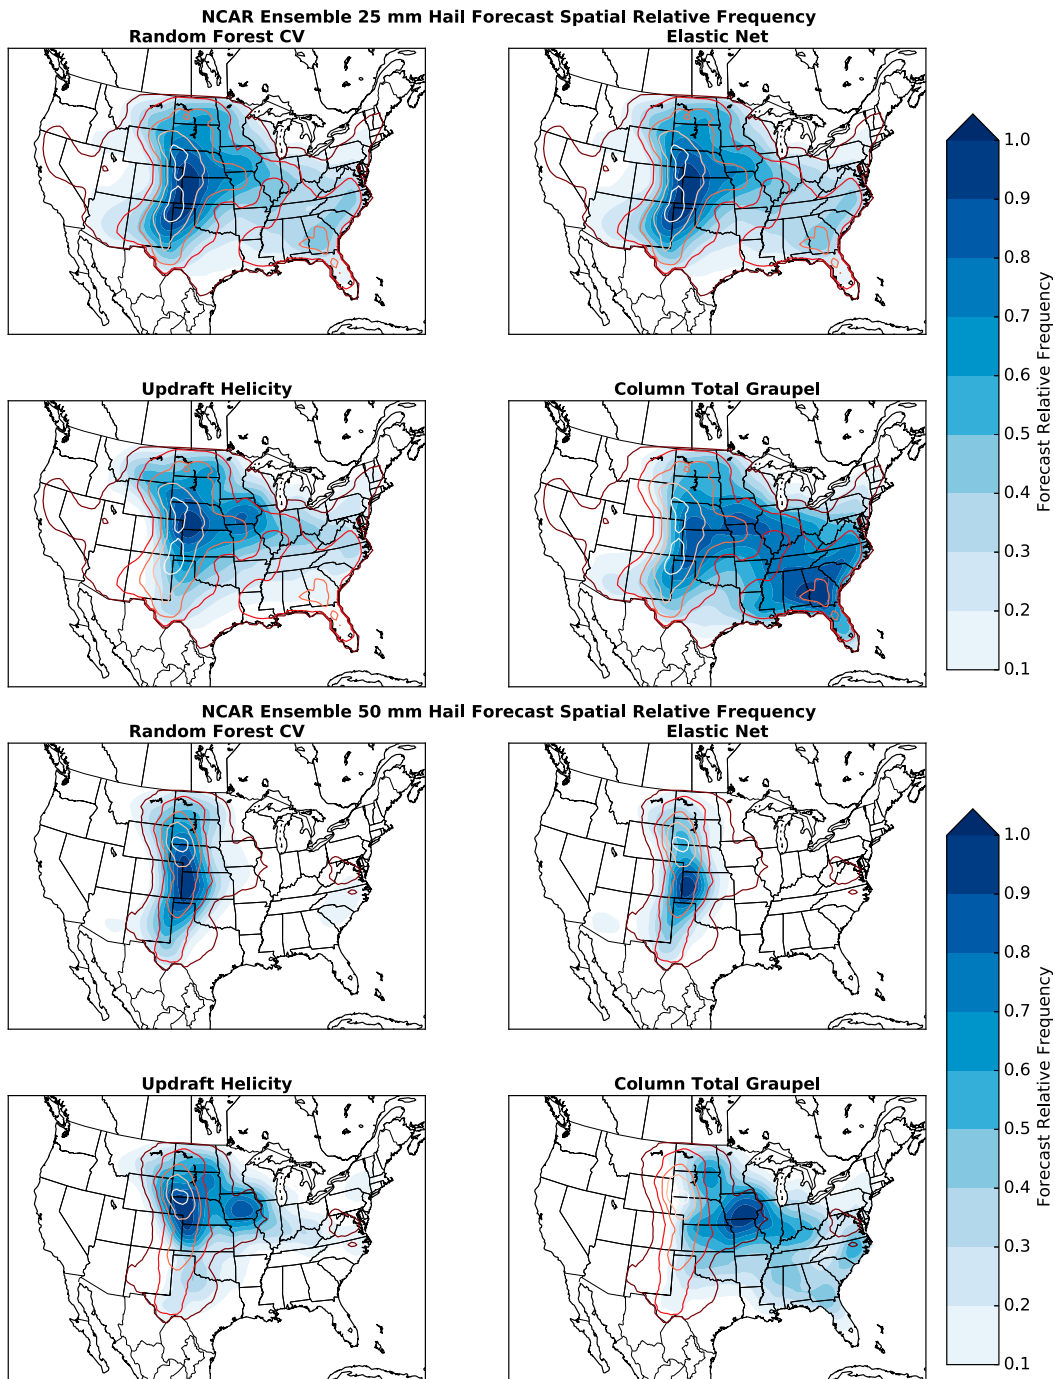 NCAR Ensemble 25 mm Hail Forecast Spatial Relative Frequency
Random Forest CV
Elastic Net
Updraft Helicity
Column Total Graupel
1.0
0.9
0.8
0.7
0.6
0.5
0.4
0.3
0.2
0.1
Forecast Relative Frequency
NCAR Ensemble 50 mm Hail Forecast Spatial Relative Frequency
Random Forest CV
Elastic Net
Updraft Helicity
Column Total Graupel
1.0
0.9
0.8
0.7
0.6
0.5
0.4
0.3
0.2
0.1
Forecast Relative Frequency